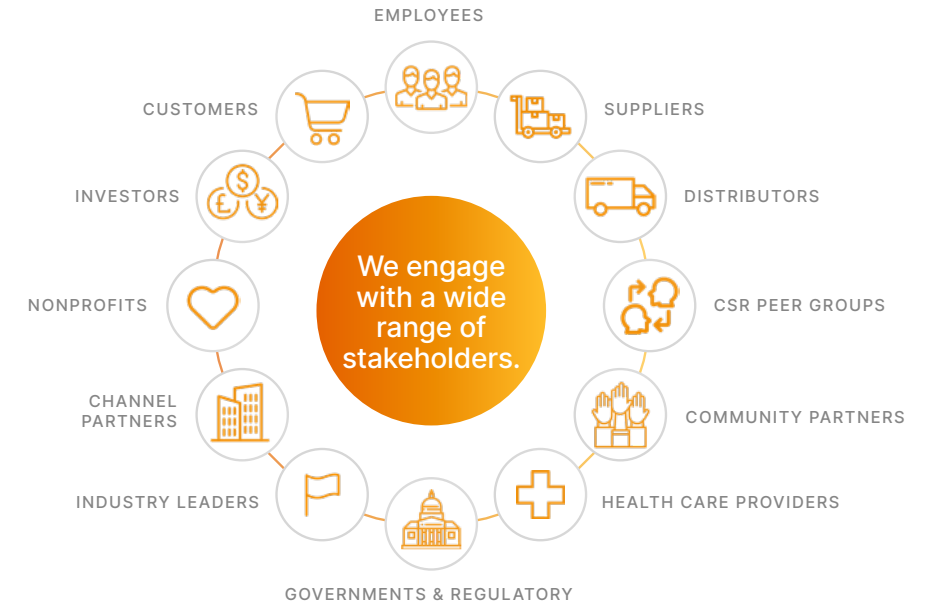 EMPLOYEES
CUSTOMERS
SUPPLIERS
INVESTORS
$
£
¥
DISTRIBUTORS
We engage
with a wide
range of
stakeholders.
NONPROFITS
CSR PEER GROUPS
CHANNEL
PARTNERS
COMMUNITY PARTNERS
INDUSTRY LEADERS
HEALTH CARE PROVIDERS
GOVERNMENTS & REGULATORY